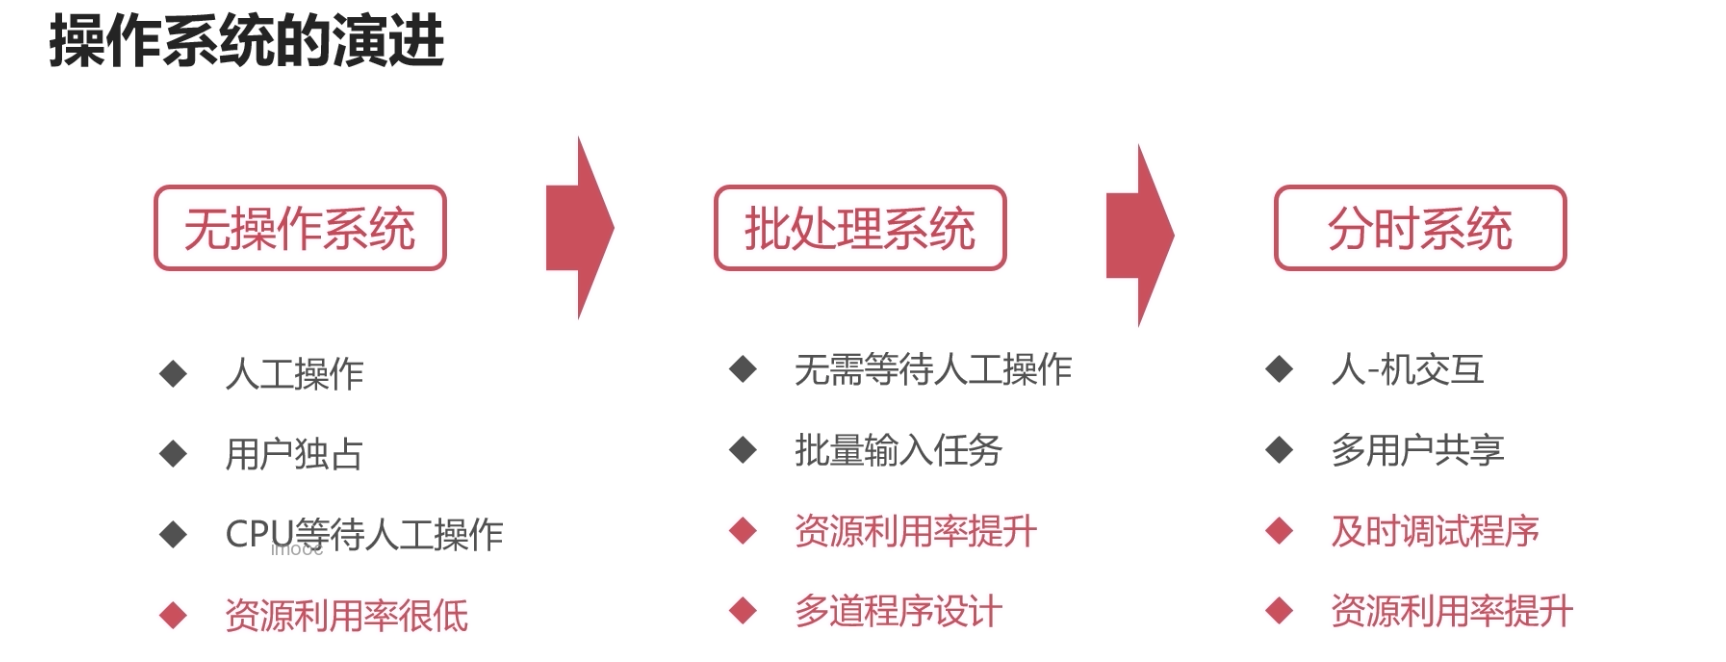 操作系统的演进
无操作系统
批处理系统
分时系统
人工操作
用户独占
CPU等待人工操作
imooc
资源利用率很低
无需等待人工操作
批量输入任务
资源利用率提升
多道程序设计
人-机交互
多用户共享
及时调试程序
资源利用率提升